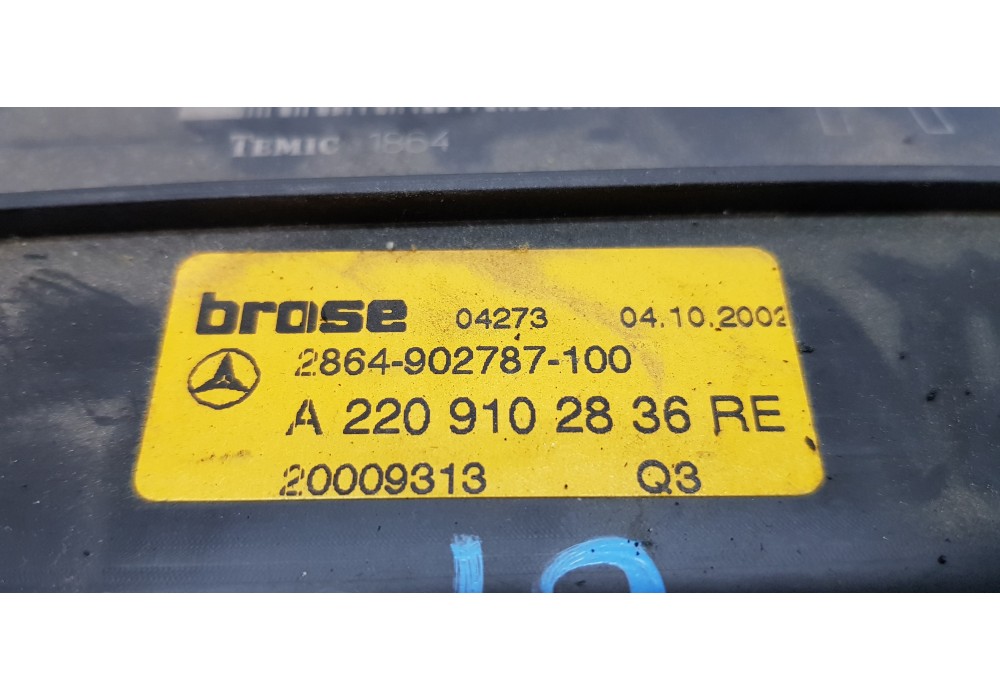 TEMIC 1864
brose 04273 04.10.2002
2864-902787-100
A 220 910 28 36 RE
20009313 Q3